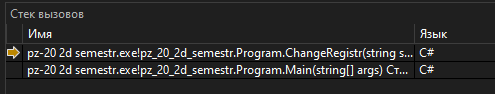 Стек вызовов
Имя Язык
pz-20 2d semestr.exe!pz_20_2d_semestr.Program.ChangeRegistr(string s... C#
pz-20 2d semestr.exe!pz_20_2d_semestr.Program.Main(string[] args) Ст... C#